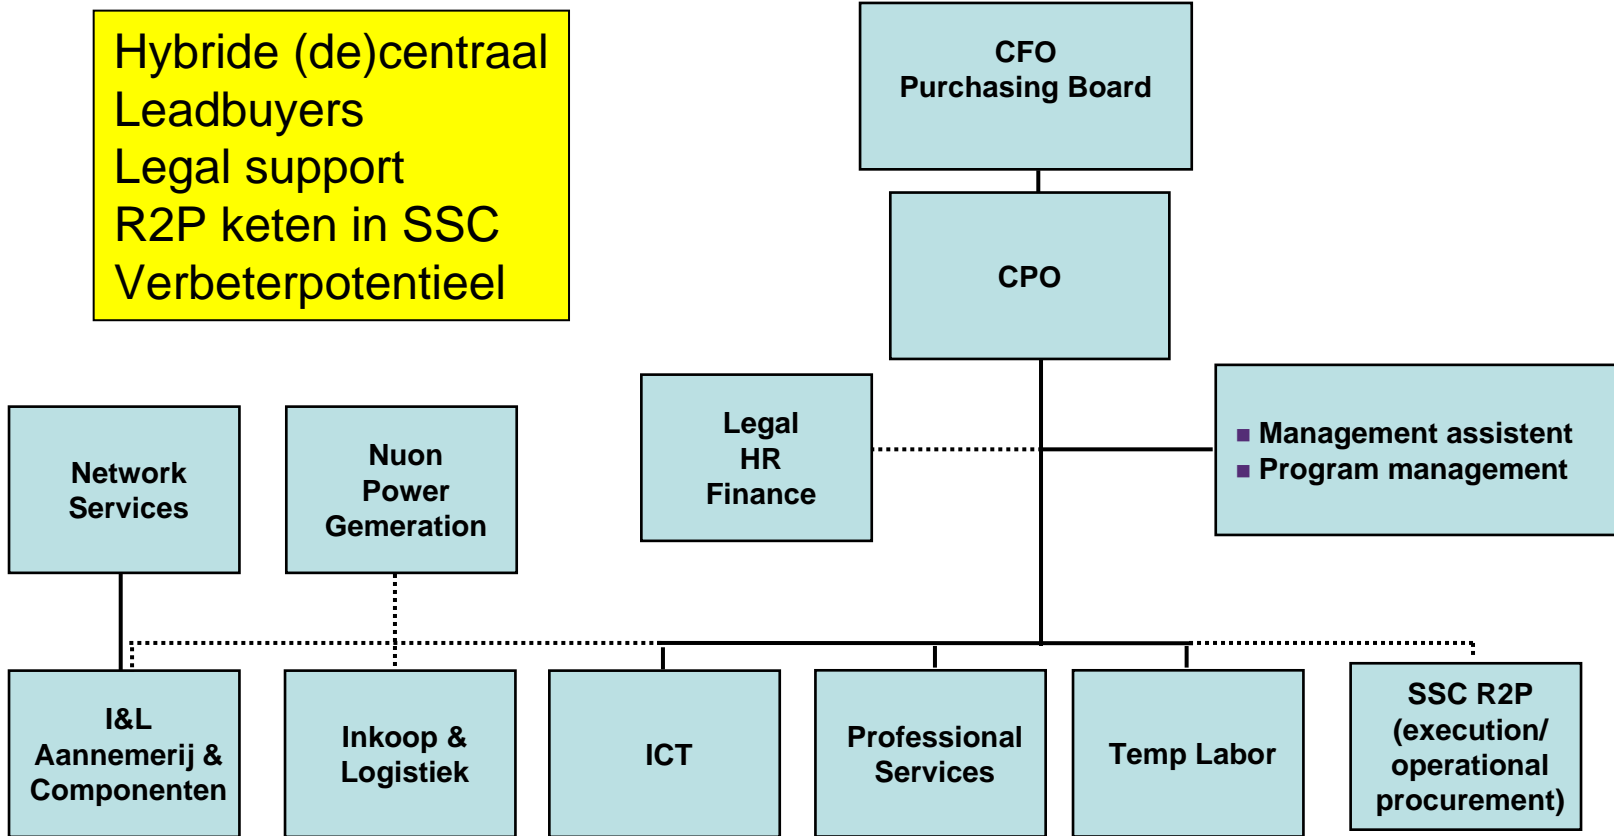 Hybride (de)centraal
Leadbuyers
Legal support
R2P keten in SSC
Verbeterpotentieel
CFO
Purchasing Board
CPO
Legal
HR
Finance
Management assistent
Program management
Network
Services
Nuon
Power
Gemeration
I&L
Aannemerij &
Componenten
Inkoop &
Logistiek
ICT
Professional
Services
Temp Labor
SSC R2P
(execution/
operational
procurement)